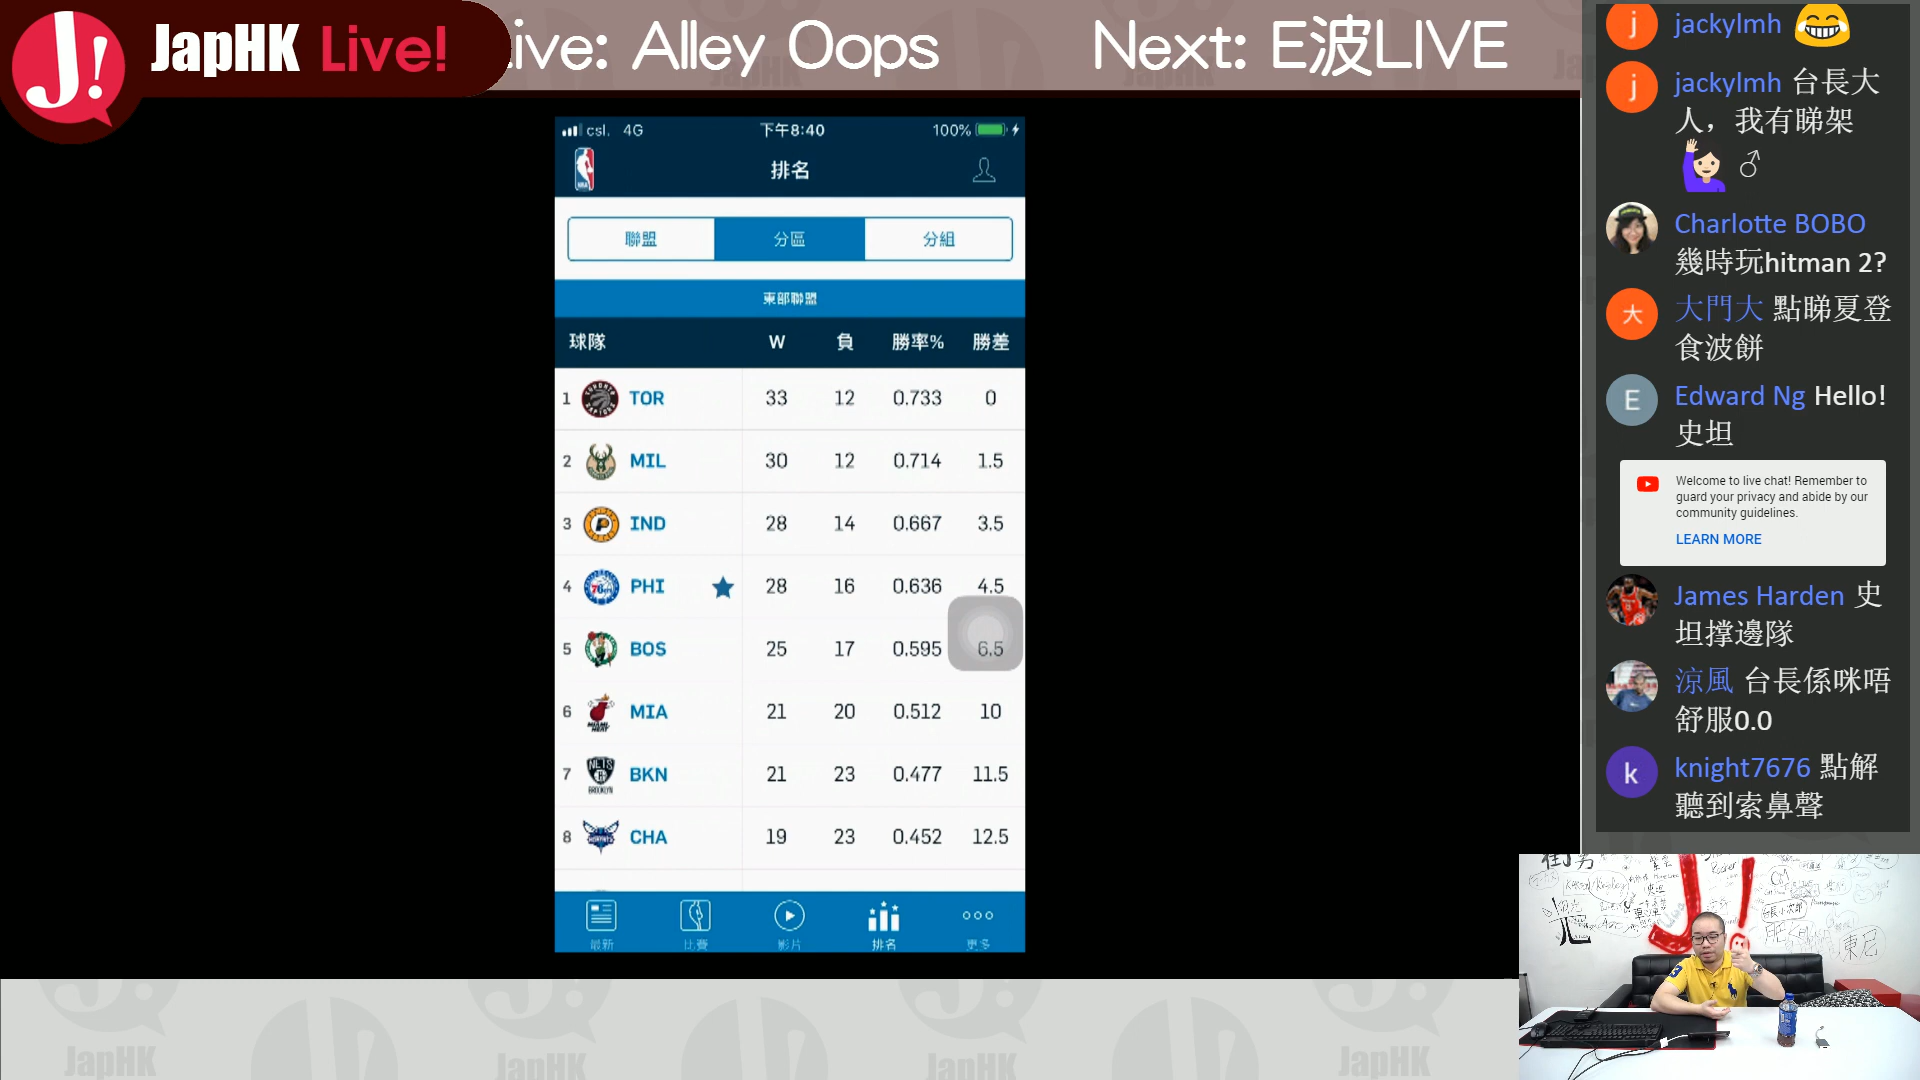 J! JapHK Live!
ive: Alley Oops
Next: E波LIVE
csl. 4G
下午8:40
100%
排名
聯盟
分區
分組
東部聯盟
球隊 W 負 勝率% 勝差
1 TOR 33 12 0.733 0
2 MIL 30 12 0.714 1.5
3 IND 28 14 0.667 3.5
4 PHI 28 16 0.636 4.5
5 BOS 25 17 0.595 6.5
6 MIA 21 20 0.512 10
7 BKN 21 23 0.477 11.5
8 CHA 19 23 0.452 12.5
最新
比賽
影片
排名
更多
jackylmh
jackylmh 台長大
人，我有睇架
Charlotte BOBO
幾時玩hitman 2?
大門大 點睇夏登
食波餅
Edward Ng Hello!
史坦
Welcome to live chat! Remember to
guard your privacy and abide by our
community guidelines.
LEARN MORE
James Harden 史
坦撐邊隊
涼風 台長係咪唔
舒服0.0
knight7676 點解
聽到索鼻聲
JapHK
JapHK
JapHK
JapHK
東尼